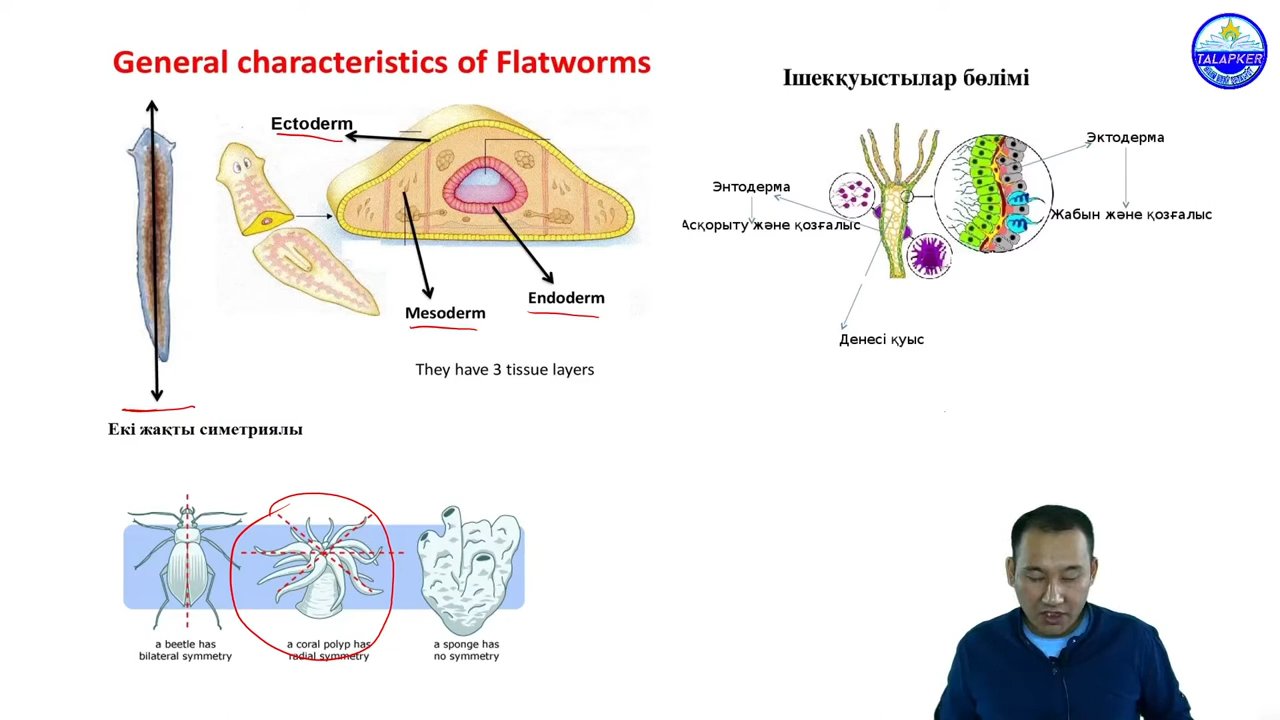 General characteristics of Flatworms
Ectoderm
Mesoderm
Endoderm
They have 3 tissue layers
Екі жақты симетриялы
a beetle has
bilateral symmetry
a coral polyp has
radial symmetry
a sponge has
no symmetry
Ішекқуыстылар бөлімі
Эктодерма
Энтодерма
Жабын және қозғалыс
Асқорыту және қозғалыс
Денесі қуыс
TALAPKER